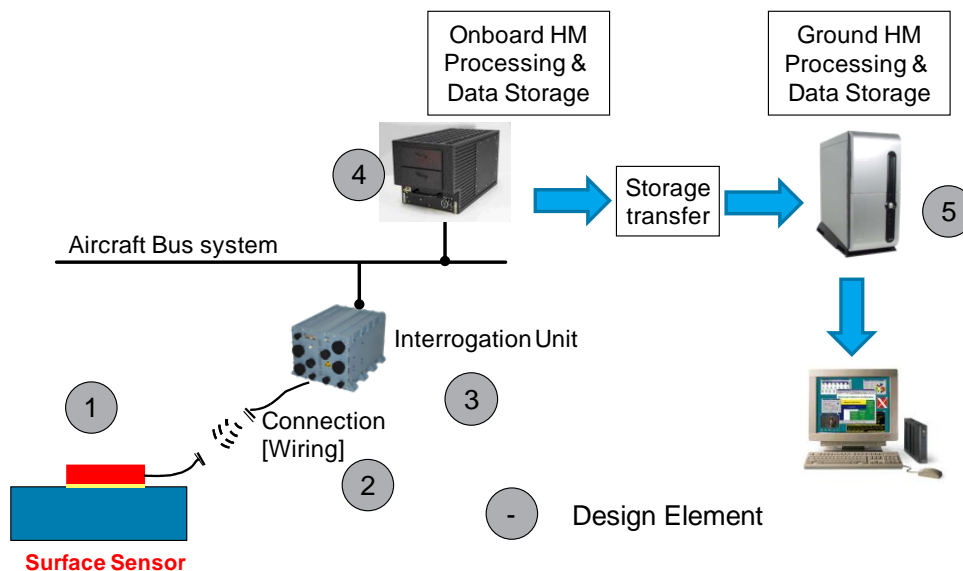 Onboard HM
Processing &
Data Storage
Ground HM
Processing &
Data Storage
4
Storage
transfer
5
Aircraft Bus system
Interrogation Unit
1
3
Connection
[Wiring]
2
-
Design Element
Surface Sensor